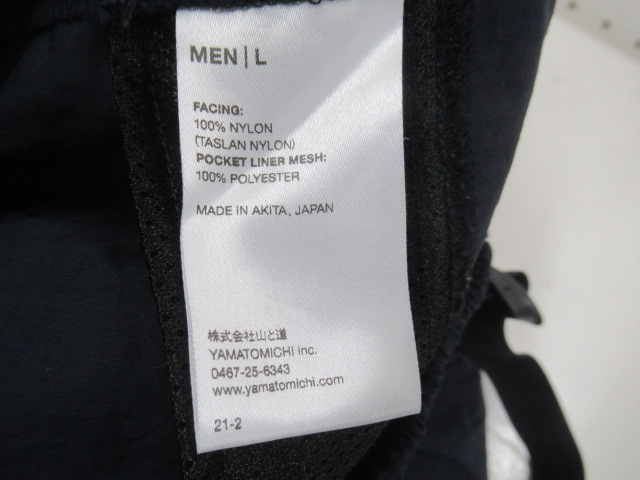 MEN | L
FACING:
100% NYLON
(TASLAN NYLON)
POCKET LINER MESH:
100% POLYESTER
MADE IN AKITA, JAPAN
株式会社山と道
YAMATOMICHI inc.
0467-25-6343
www.yamatomichi.com
21-2